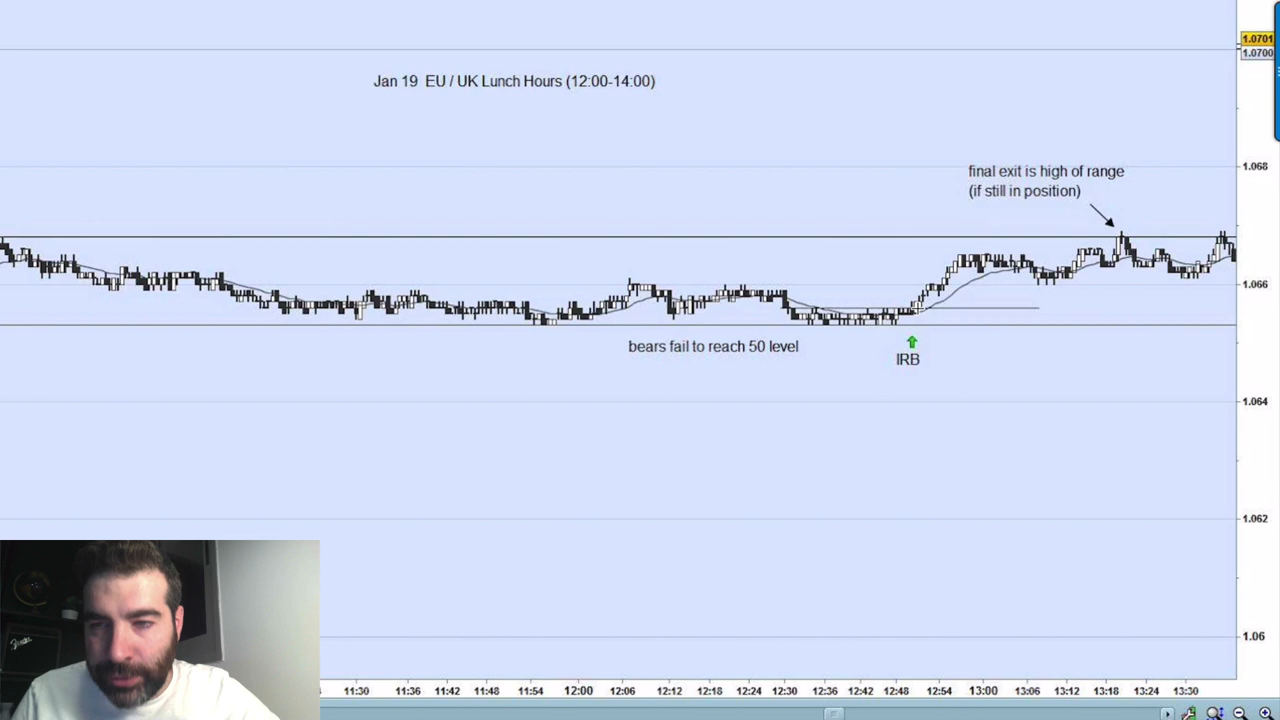 1.0701
1.0700
Jan 19 EU / UK Lunch Hours (12:00-14:00)
1.068
final exit is high of range
(if still in position)
1.066
bears fail to reach 50 level
IRB
1.064
1.062
Fender
1.06
11:30 11:36 11:42 11:48 11:54 12:00 12:06 12:12 12:18 12:24 12:30 12:36 12:42 12:48 12:54 13:00 13:06 13:12 13:18 13:24 13:30